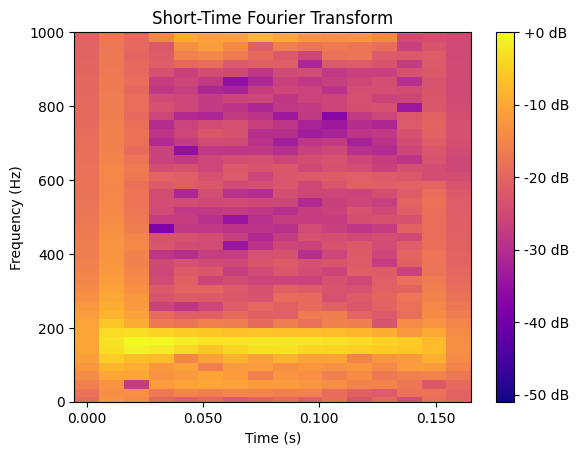 Short-Time Fourier Transform
1000
800
600
400
200
0
Frequency (Hz)
0.000
0.050
0.100
0.150
Time (s)
+0 dB
-10 dB
-20 dB
-30 dB
-40 dB
-50 dB